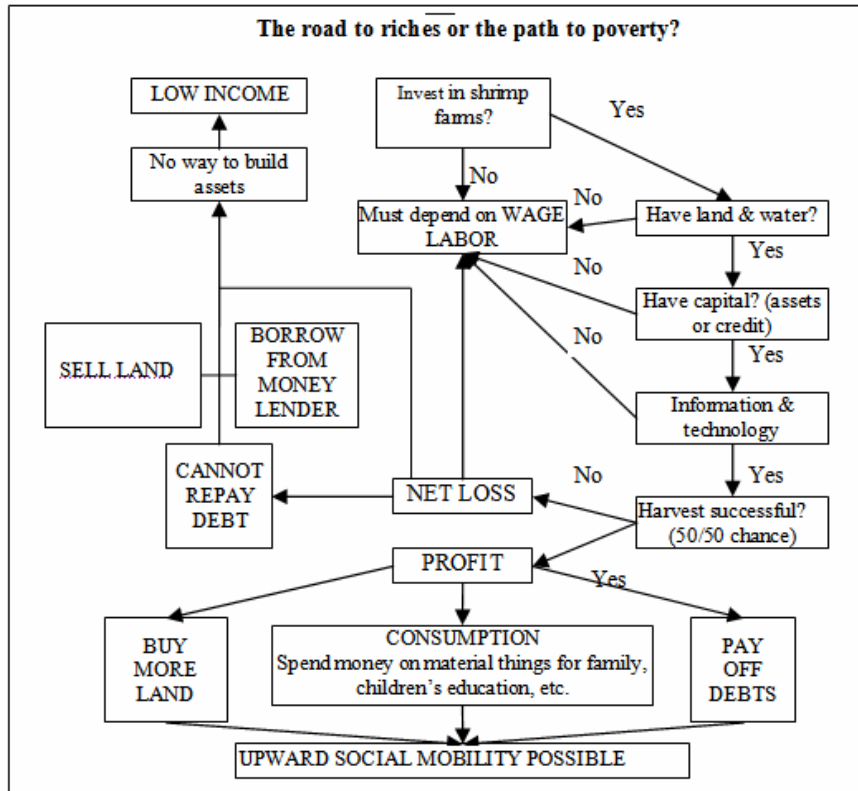 The road to riches or the path to poverty?
LOW INCOME
Invest in shrimp
farms?
Yes
No way to build
assets
No
No
Must depend on WAGE
LABOR
Have land & water?
Yes
No
Have capital? (assets
or credit)
SELL LAND
BORROW
FROM
MONEY
LENDER
No
Yes
Information &
technology
CANNOT
REPAY
DEBT
NET LOSS
No
Yes
Harvest successful?
(50/50 chance)
PROFIT
Yes
BUY
MORE
LAND
CONSUMPTION
Spend money on material things for family,
children's education, etc.
PAY
OFF
DEBTS
UPWARD SOCIAL MOBILITY POSSIBLE